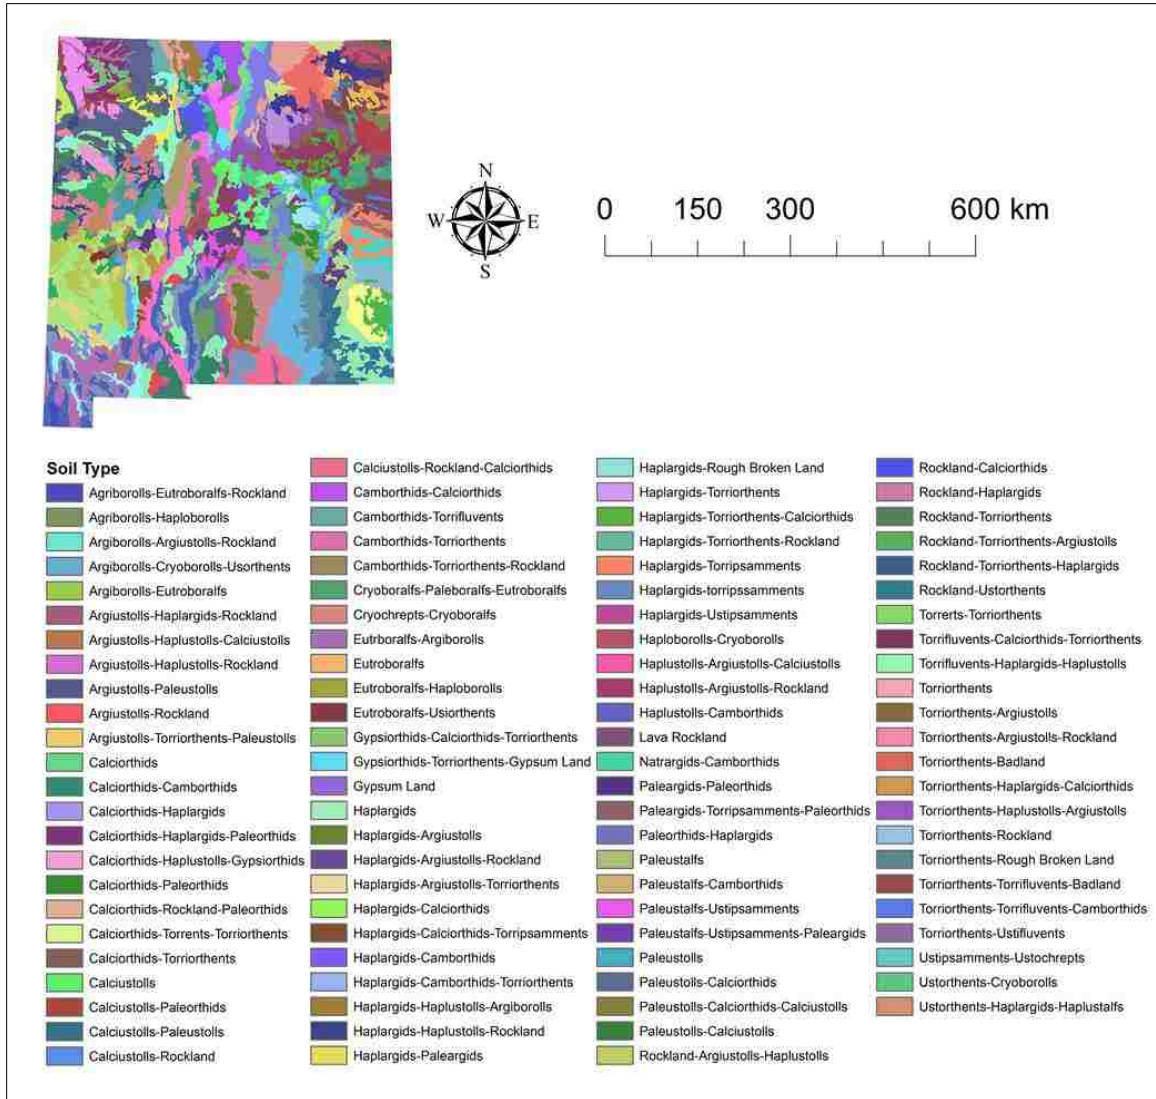 N
W E
S
0 150 300 600 km
Soil Type
Agriborolls-Eutroboralfs-Rockland
Agriborolls-Haploborolls
Argiborolls-Argiustolls-Rockland
Argiborolls-Cryoborolls-Usorthents
Argiborolls-Eutroboralfs
Argiustolls-Haplargids-Rockland
Argiustolls-Haplustolls-Calciustolls
Argiustolls-Haplustolls-Rockland
Argiustolls-Paleustolls
Argiustolls-Rockland
Argiustolls-Torriorthents-Paleustolls
Calciorthids
Calciorthids-Camborthids
Calciorthids-Haplargids
Calciorthids-Haplargids-Paleorthids
Calciorthids-Haplustolls-Gypsiorthids
Calciorthids-Paleorthids
Calciorthids-Rockland-Paleorthids
Calciorthids-Torrents-Torriorthents
Calciorthids-Torriorthents
Calciustolls
Calciustolls-Paleorthids
Calciustolls-Paleustolls
Calciustolls-Rockland
Calciustolls-Rockland-Calciorthids
Camborthids-Calciorthids
Camborthids-Torrifluvents
Camborthids-Torriorthents
Camborthids-Torriorthents-Rockland
Cryoboralfs-Paleboralfs-Eutroboralfs
Cryochrepts-Cryoboralfs
Eutrboralfs-Argiborolls
Eutroboralfs
Eutroboralfs-Haploborolls
Eutroboralfs-Usiorthents
Gypsiorthids-Calciorthids-Torriorthents
Gypsiorthids-Torriorthents-Gypsum Land
Gypsum Land
Haplargids
Haplargids-Argiustolls
Haplargids-Argiustolls-Rockland
Haplargids-Argiustolls-Torriorthents
Haplargids-Calciorthids
Haplargids-Calciorthids-Torripsamments
Haplargids-Camborthids
Haplargids-Camborthids-Torriorthents
Haplargids-Haplustolls-Argiborolls
Haplargids-Haplustolls-Rockland
Haplargids-Paleargids
Haplargids-Rough Broken Land
Haplargids-Torriorthents
Haplargids-Torriorthents-Calciorthids
Haplargids-Torriorthents-Rockland
Haplargids-Torripsamments
Haplargids-torripssamments
Haplargids-Ustipsamments
Haploborolls-Cryoborolls
Haplustolls-Argiustolls-Calciustolls
Haplustolls-Argiustolls-Rockland
Haplustolls-Camborthids
Lava Rockland
Natrargids-Camborthids
Paleargids-Paleorthids
Paleargids-Torripsamments-Paleorthids
Paleorthids-Haplargids
Paleustalfs
Paleustalfs-Camborthids
Paleustalfs-Ustipsamments
Paleustalfs-Ustipsamments-Paleargids
Paleustolls
Paleustolls-Calciorthids
Paleustolls-Calciorthids-Calciustolls
Paleustolls-Calciustolls
Rockland-Argiustolls-Haplustolls
Rockland-Calciorthids
Rockland-Haplargids
Rockland-Torriorthents
Rockland-Torriorthents-Argiustolls
Rockland-Torriorthents-Haplargids
Rockland-Ustorthents
Torrerts-Torriorthents
Torrifluvents-Calciorthids-Torriorthents
Torrifluvents-Haplargids-Haplustolls
Torriorthents
Torriorthents-Argiustolls
Torriorthents-Argiustolls-Rockland
Torriorthents-Badland
Torriorthents-Haplargids-Calciorthids
Torriorthents-Haplustolls-Argiustolls
Torriorthents-Rockland
Torriorthents-Rough Broken Land
Torriorthents-Torrifluvents-Badland
Torriorthents-Torrifluvents-Camborthids
Torriorthents-Ustifluvents
Ustipsamments-Ustochrepts
Ustorthents-Cryoborolls
Ustorthents-Haplargids-Haplustalfs